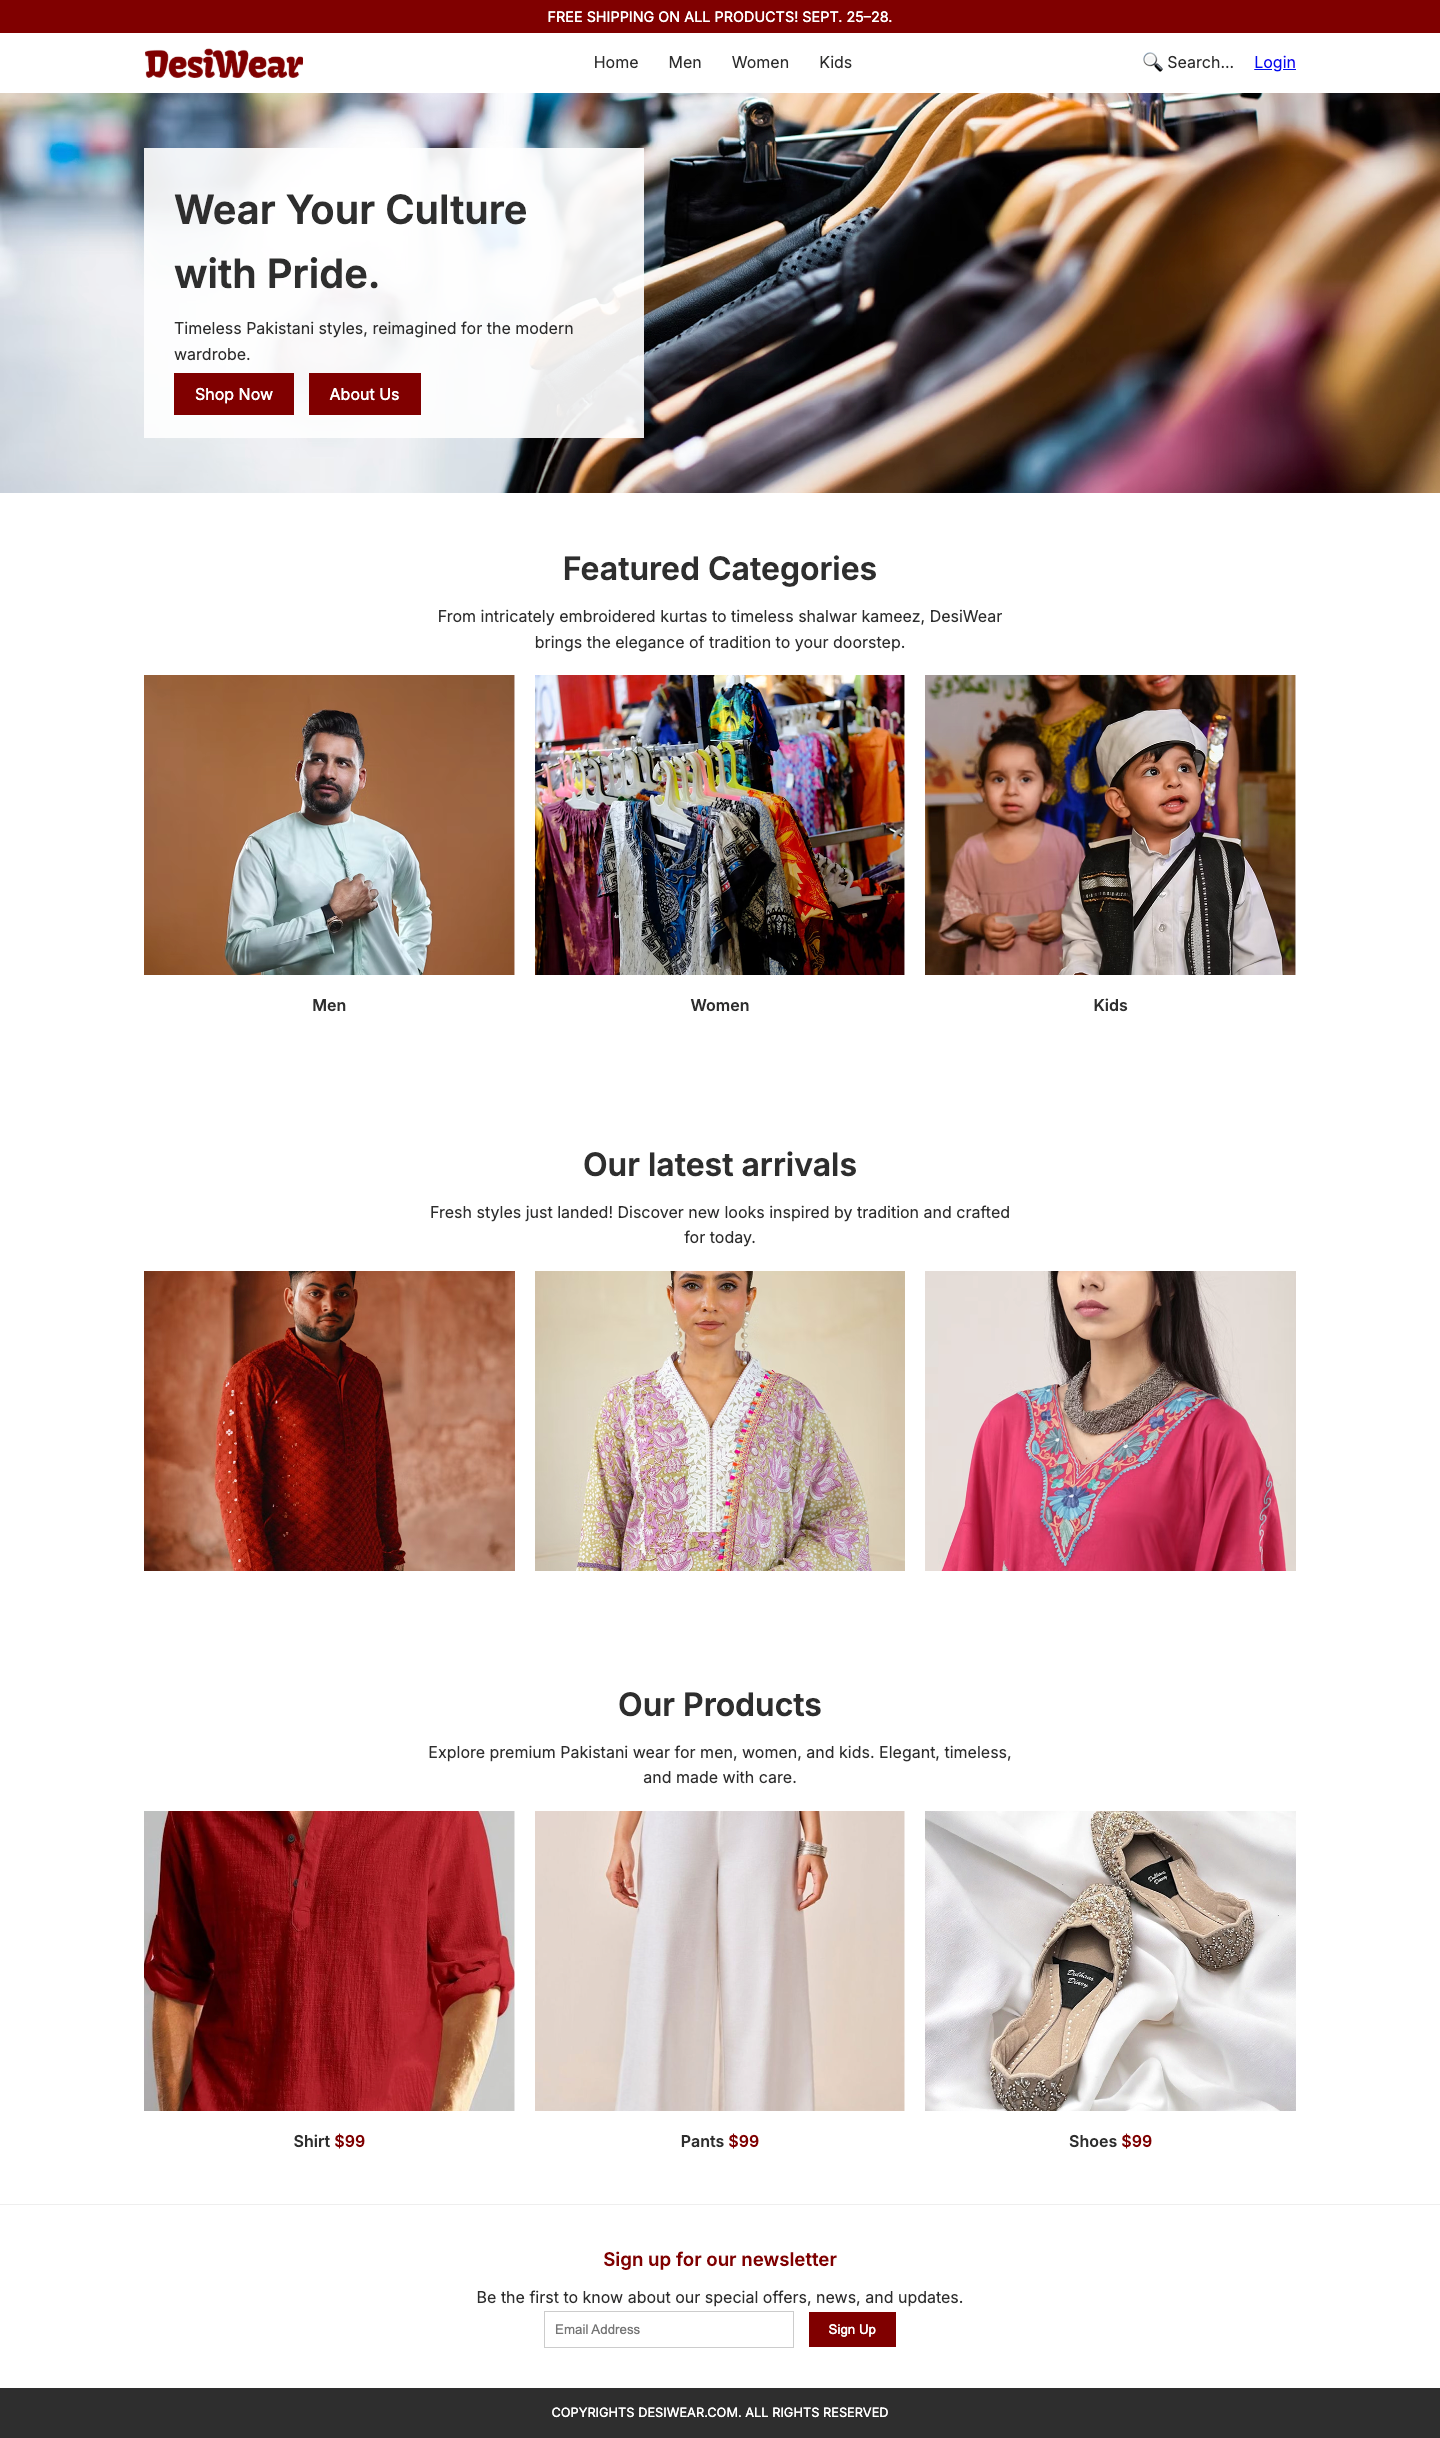 FREE SHIPPING ON ALL PRODUCTS! SEPT. 25–28.
DesiWear
Home Men Women Kids
Search... Login
Wear Your Culture
with Pride.
Timeless Pakistani styles, reimagined for the modern
wardrobe.
Shop Now About Us
Featured Categories
From intricately embroidered kurtas to timeless shalwar kameez, DesiWear
brings the elegance of tradition to your doorstep.
Men
Women
Kids
Our latest arrivals
Fresh styles just landed! Discover new looks inspired by tradition and crafted
for today.
Our Products
Explore premium Pakistani wear for men, women, and kids. Elegant, timeless,
and made with care.
Shirt $99
Pants $99
Shoes $99
Sign up for our newsletter
Be the first to know about our special offers, news, and updates.
Email Address Sign Up
COPYRIGHTS DESIWEAR.COM. ALL RIGHTS RESERVED